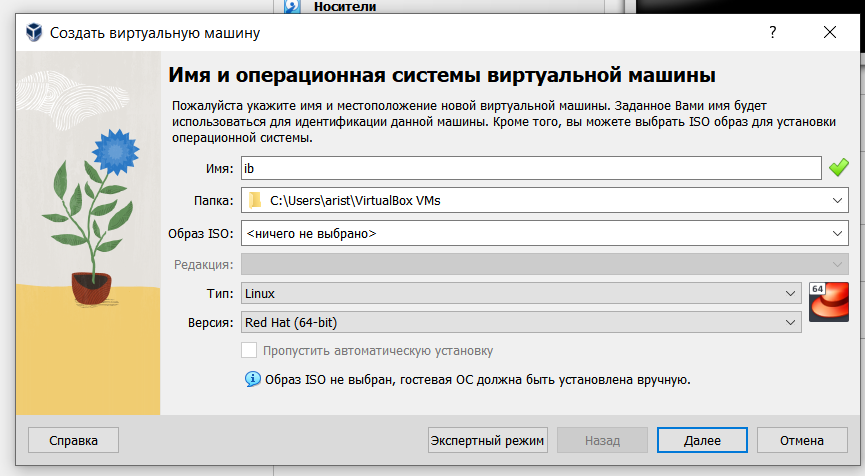 Носители
Создать виртуальную машину
?
Имя и операционная системы виртуальной машины
Пожалуйста укажите имя и местоположение новой виртуальной машины. Заданное Вами имя будет
использоваться для идентификации данной машины. Кроме того, вы можете выбрать ISO образ для установки
операционной системы.
Имя: ib
Папка: C:\Users\arist\VirtualBox VMs
Образ ISO: <ничего не выбрано>
Редакция:
Тип: Linux
64
Версия: Red Hat (64-bit)
Пропустить автоматическую установку
Образ ISO не выбран, гостевая ОС должна быть установлена вручную.
Справка Экспертный режим Назад Далее Отмена